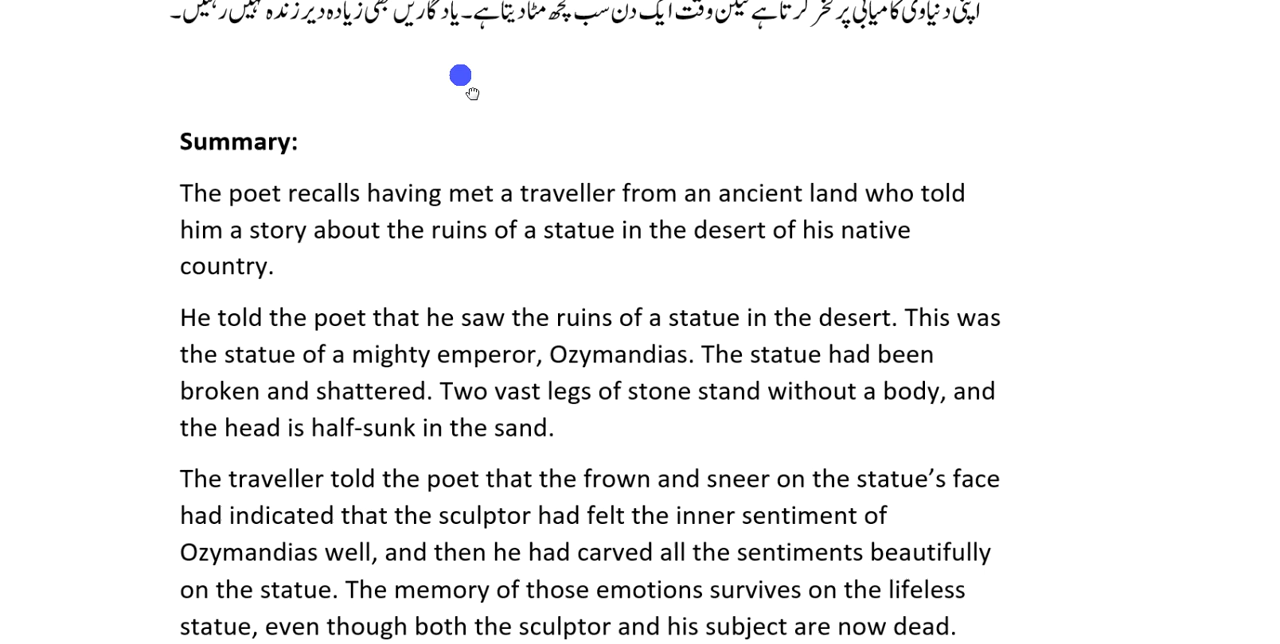 اپنی دنیاوی کامیابی پر فخر کرتا ہے لیکن وقت ایک دن سب کچھ مٹا دیتا ہے۔ یادگاریں بھی زیادہ دیر زندہ نہیں رہتیں۔
Summary:
The poet recalls having met a traveller from an ancient land who told
him a story about the ruins of a statue in the desert of his native
country.
He told the poet that he saw the ruins of a statue in the desert. This was
the statue of a mighty emperor, Ozymandias. The statue had been
broken and shattered. Two vast legs of stone stand without a body, and
the head is half-sunk in the sand.
The traveller told the poet that the frown and sneer on the statue’s face
had indicated that the sculptor had felt the inner sentiment of
Ozymandias well, and then he had carved all the sentiments beautifully
on the statue. The memory of those emotions survives on the lifeless
statue, even though both the sculptor and his subject are now dead.